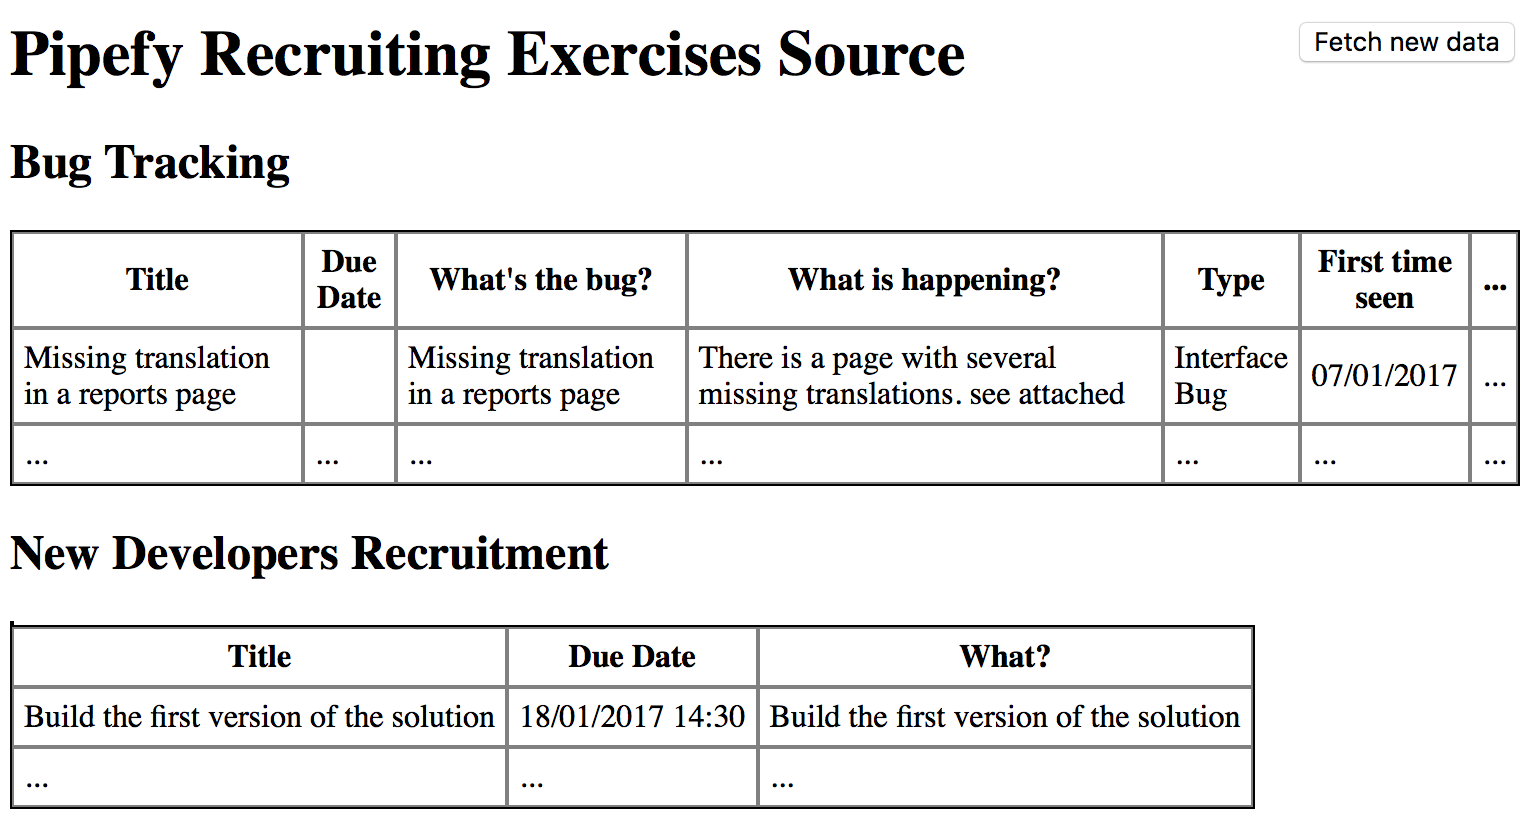 Pipefy Recruiting Exercises Source
Fetch new data
Bug Tracking
Title
Due
Date
What's the bug?
What is happening?
Type
First time
seen
...
Missing translation
in a reports page
Missing translation
in a reports page
There is a page with several
missing translations. see attached
Interface
Bug
07/01/2017
...
...
...
...
...
...
...
...
New Developers Recruitment
Title
Due Date
What?
Build the first version of the solution
18/01/2017 14:30
Build the first version of the solution
...
...
...